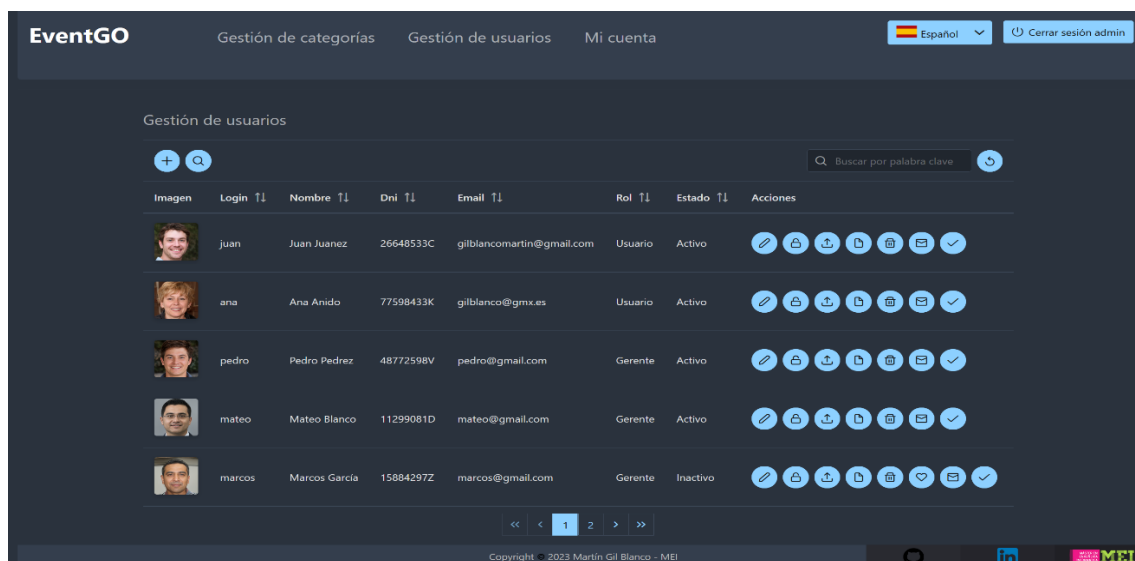 EventGO Gestión de categorías Gestión de usuarios Mi cuenta Español Cerrar sesión admin
Gestión de usuarios
Buscar por palabra clave
Imagen Login Nombre Dni Email Rol Estado Acciones
juan Juan Juanez 26648533C gilblancomartin@gmail.com Usuario Activo
ana Ana Anido 77598433K gilblanco@gmx.es Usuario Activo
pedro Pedro Pedrez 48772598V pedro@gmail.com Gerente Activo
mateo Mateo Blanco 11299081D mateo@gmail.com Gerente Activo
marcos Marcos García 15884297Z marcos@gmail.com Gerente Inactivo
<< < 1 2 > >>
Copyright © 2023 Martín Gil Blanco - MEI in MEI